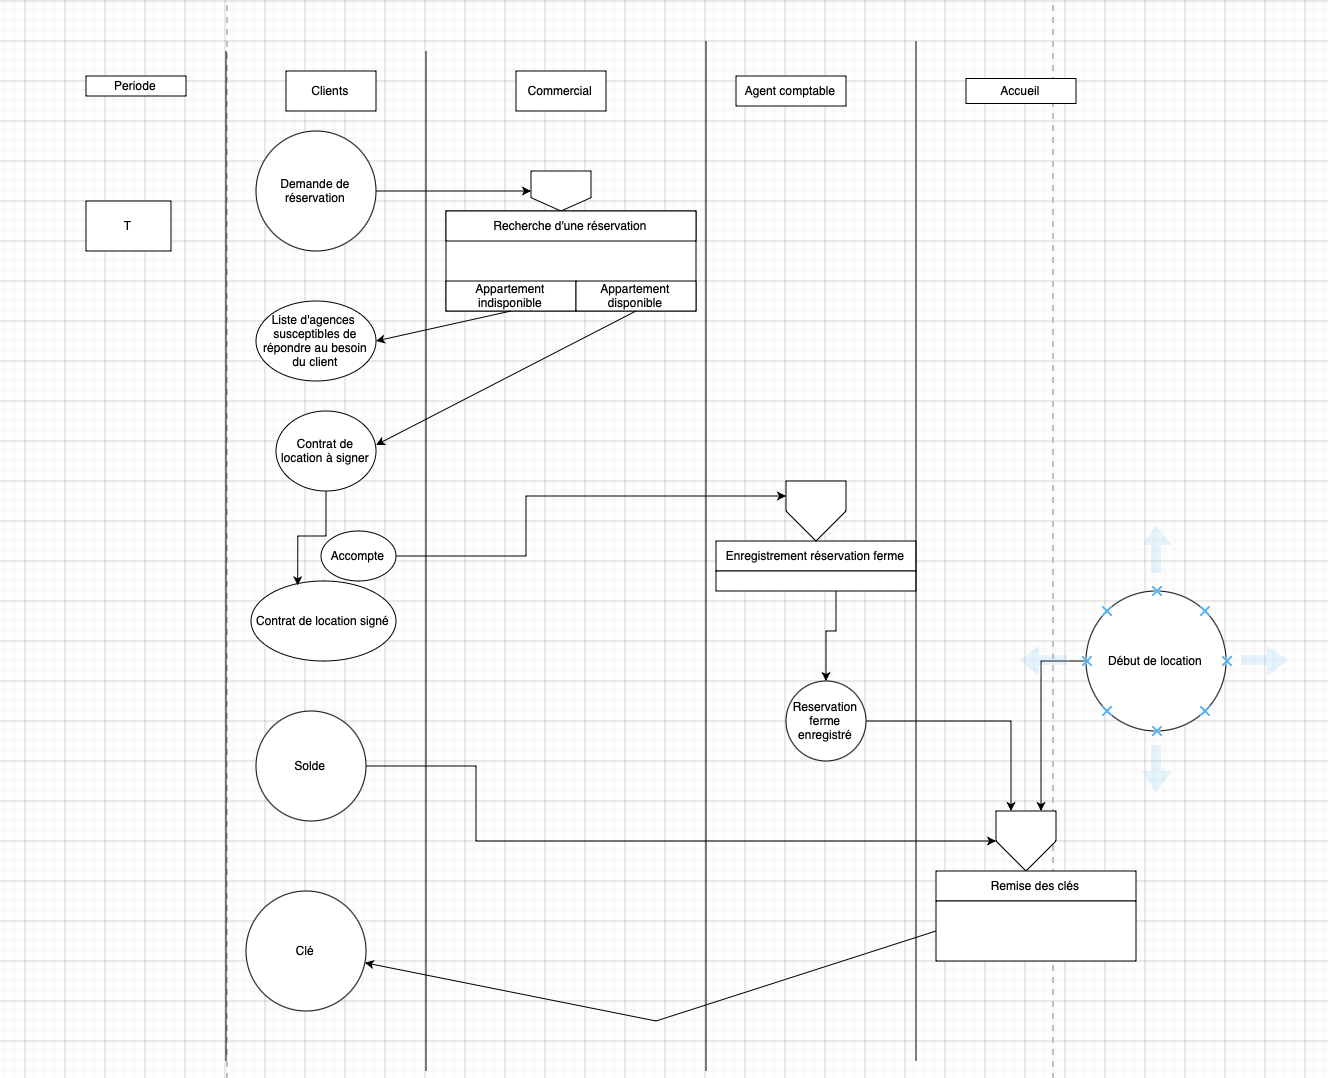 Periode
Clients
Commercial
Agent comptable
Accueil
Demande de
réservation
T
Recherche d'une réservation
Appartement
indisponible
Appartement
disponible
Liste d'agences
susceptibles de
répondre au besoin
du client
Contrat de
location à signer
Accompte
Enregistrement réservation ferme
Contrat de location signé
Début de location
Reservation
ferme
enregistré
Solde
Remise des clés
Clé